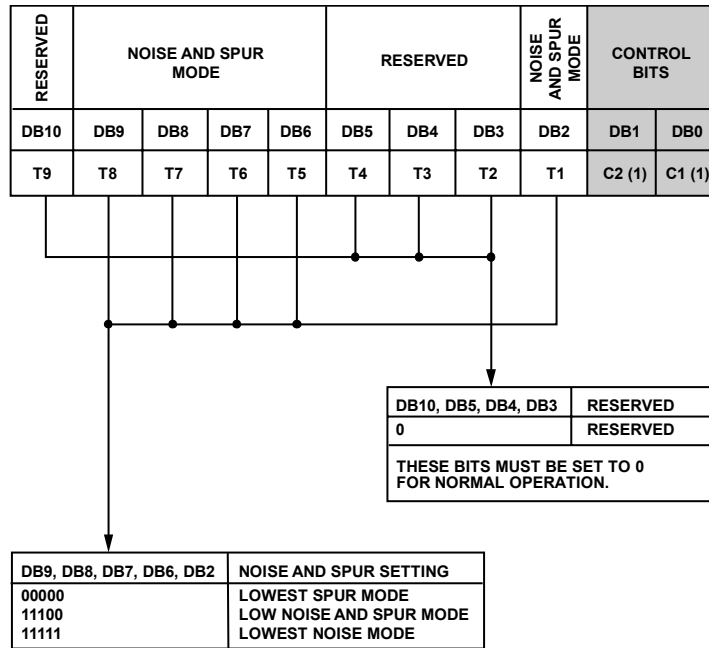 RESERVED
NOISE AND SPUR
MODE
RESERVED
NOISE
AND SPUR
MODE
CONTROL
BITS
DB10 DB9 DB8 DB7 DB6 DB5 DB4 DB3 DB2 DB1 DB0
T9 T8 T7 T6 T5 T4 T3 T2 T1 C2 (1) C1 (1)
DB10, DB5, DB4, DB3 RESERVED
0 RESERVED
THESE BITS MUST BE SET TO 0
FOR NORMAL OPERATION.
DB9, DB8, DB7, DB6, DB2 NOISE AND SPUR SETTING
00000 LOWEST SPUR MODE
11100 LOW NOISE AND SPUR MODE
11111 LOWEST NOISE MODE